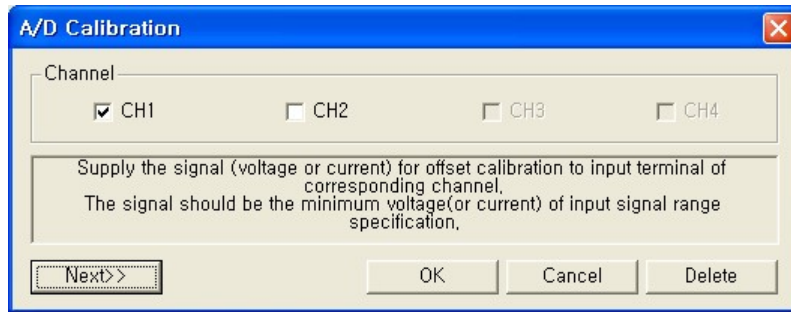 A/D Calibration
Channel
CH1 CH2 CH3 CH4
Supply the signal (voltage or current) for offset calibration to input terminal of
corresponding channel,
The signal should be the minimum voltage(or current) of input signal range
specification,
Next>> OK Cancel Delete